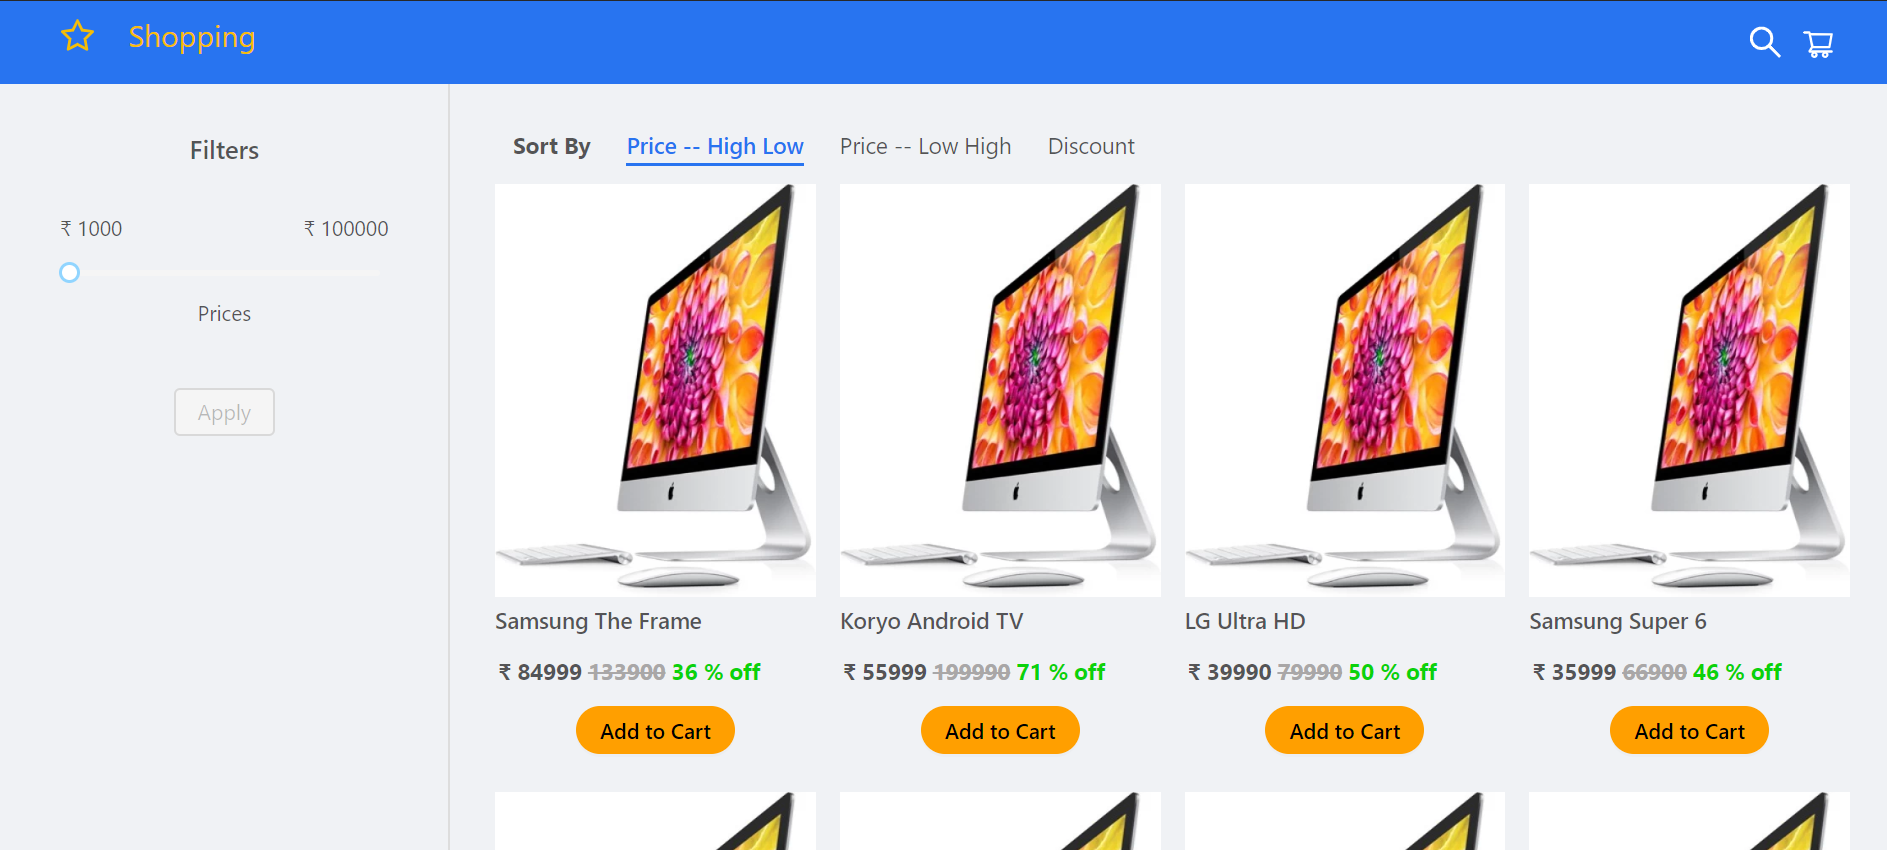 Shopping
Filters
₹ 1000 ₹ 100000
Prices
Apply
Sort By Price -- High Low Price -- Low High Discount
Samsung The Frame
₹ 84999 133900 36 % off
Add to Cart
Koryo Android TV
₹ 55999 199990 71 % off
Add to Cart
LG Ultra HD
₹ 39990 79990 50 % off
Add to Cart
Samsung Super 6
₹ 35999 66900 46 % off
Add to Cart